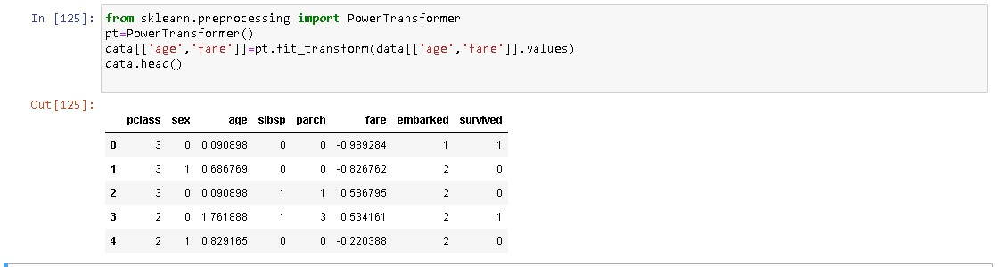 In [125]: from sklearn.preprocessing import PowerTransformer
pt=PowerTransformer()
data[['age','fare']]=pt.fit_transform(data[['age','fare']].values)
data.head()
Out[125]:
pclass sex age sibsp parch fare embarked survived
0 3 0 0.090898 0 0 -0.989284 1 1
1 3 1 0.686769 0 0 -0.826762 2 0
2 3 0 0.090898 1 1 0.586795 2 0
3 2 0 1.761888 1 3 0.534161 2 1
4 2 1 0.829165 0 0 -0.220388 2 0